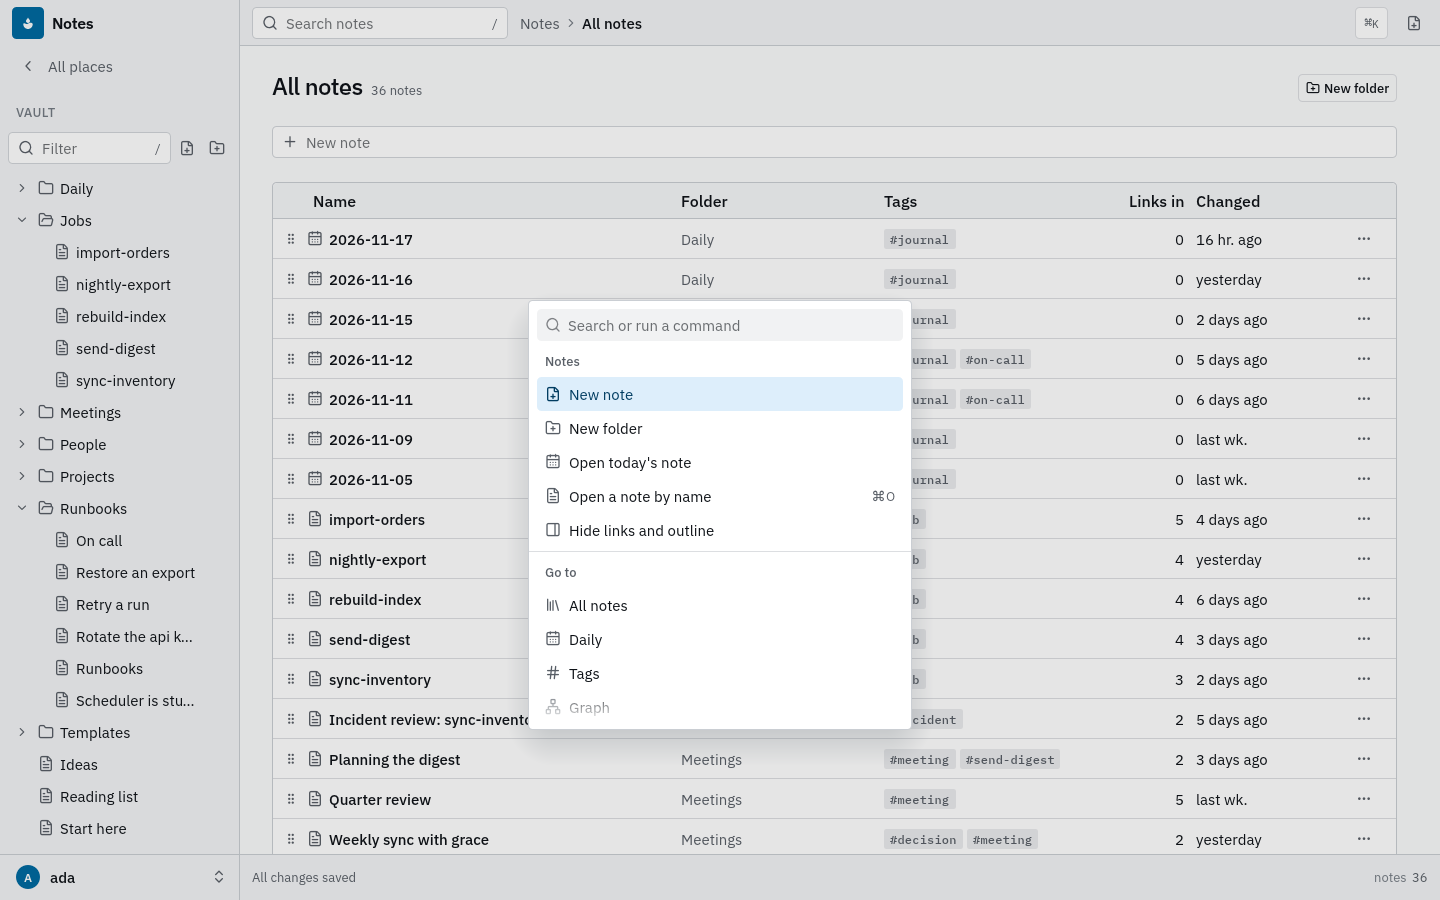 Notes
All places
VAULT
Filter /
Daily
Jobs
import-orders
nightly-export
rebuild-index
send-digest
sync-inventory
Meetings
People
Projects
Runbooks
On call
Restore an export
Retry a run
Rotate the api k...
Runbooks
Scheduler is stu...
Templates
Ideas
Reading list
Start here
A ada
Search notes /
Notes > All notes
⌘K
All notes 36 notes
New folder
New note
Name Folder Tags Links in Changed
2026-11-17 Daily #journal 0 16 hr. ago
2026-11-16 Daily #journal 0 yesterday
2026-11-15 urnal 0 2 days ago
2026-11-12 urnal #on-call 0 5 days ago
2026-11-11 urnal #on-call 0 6 days ago
2026-11-09 urnal 0 last wk.
2026-11-05 urnal 0 last wk.
import-orders b 5 4 days ago
nightly-export b 4 yesterday
rebuild-index b 4 6 days ago
send-digest b 4 3 days ago
sync-inventory b 3 2 days ago
Incident review: sync-invento cident 2 5 days ago
Planning the digest Meetings #meeting #send-digest 2 3 days ago
Quarter review Meetings #meeting 5 last wk.
Weekly sync with grace Meetings #decision #meeting 2 yesterday
Search or run a command
Notes
New note
New folder
Open today's note
Open a note by name ⌘O
Hide links and outline
Go to
All notes
Daily
Tags
Graph
All changes saved
notes 36